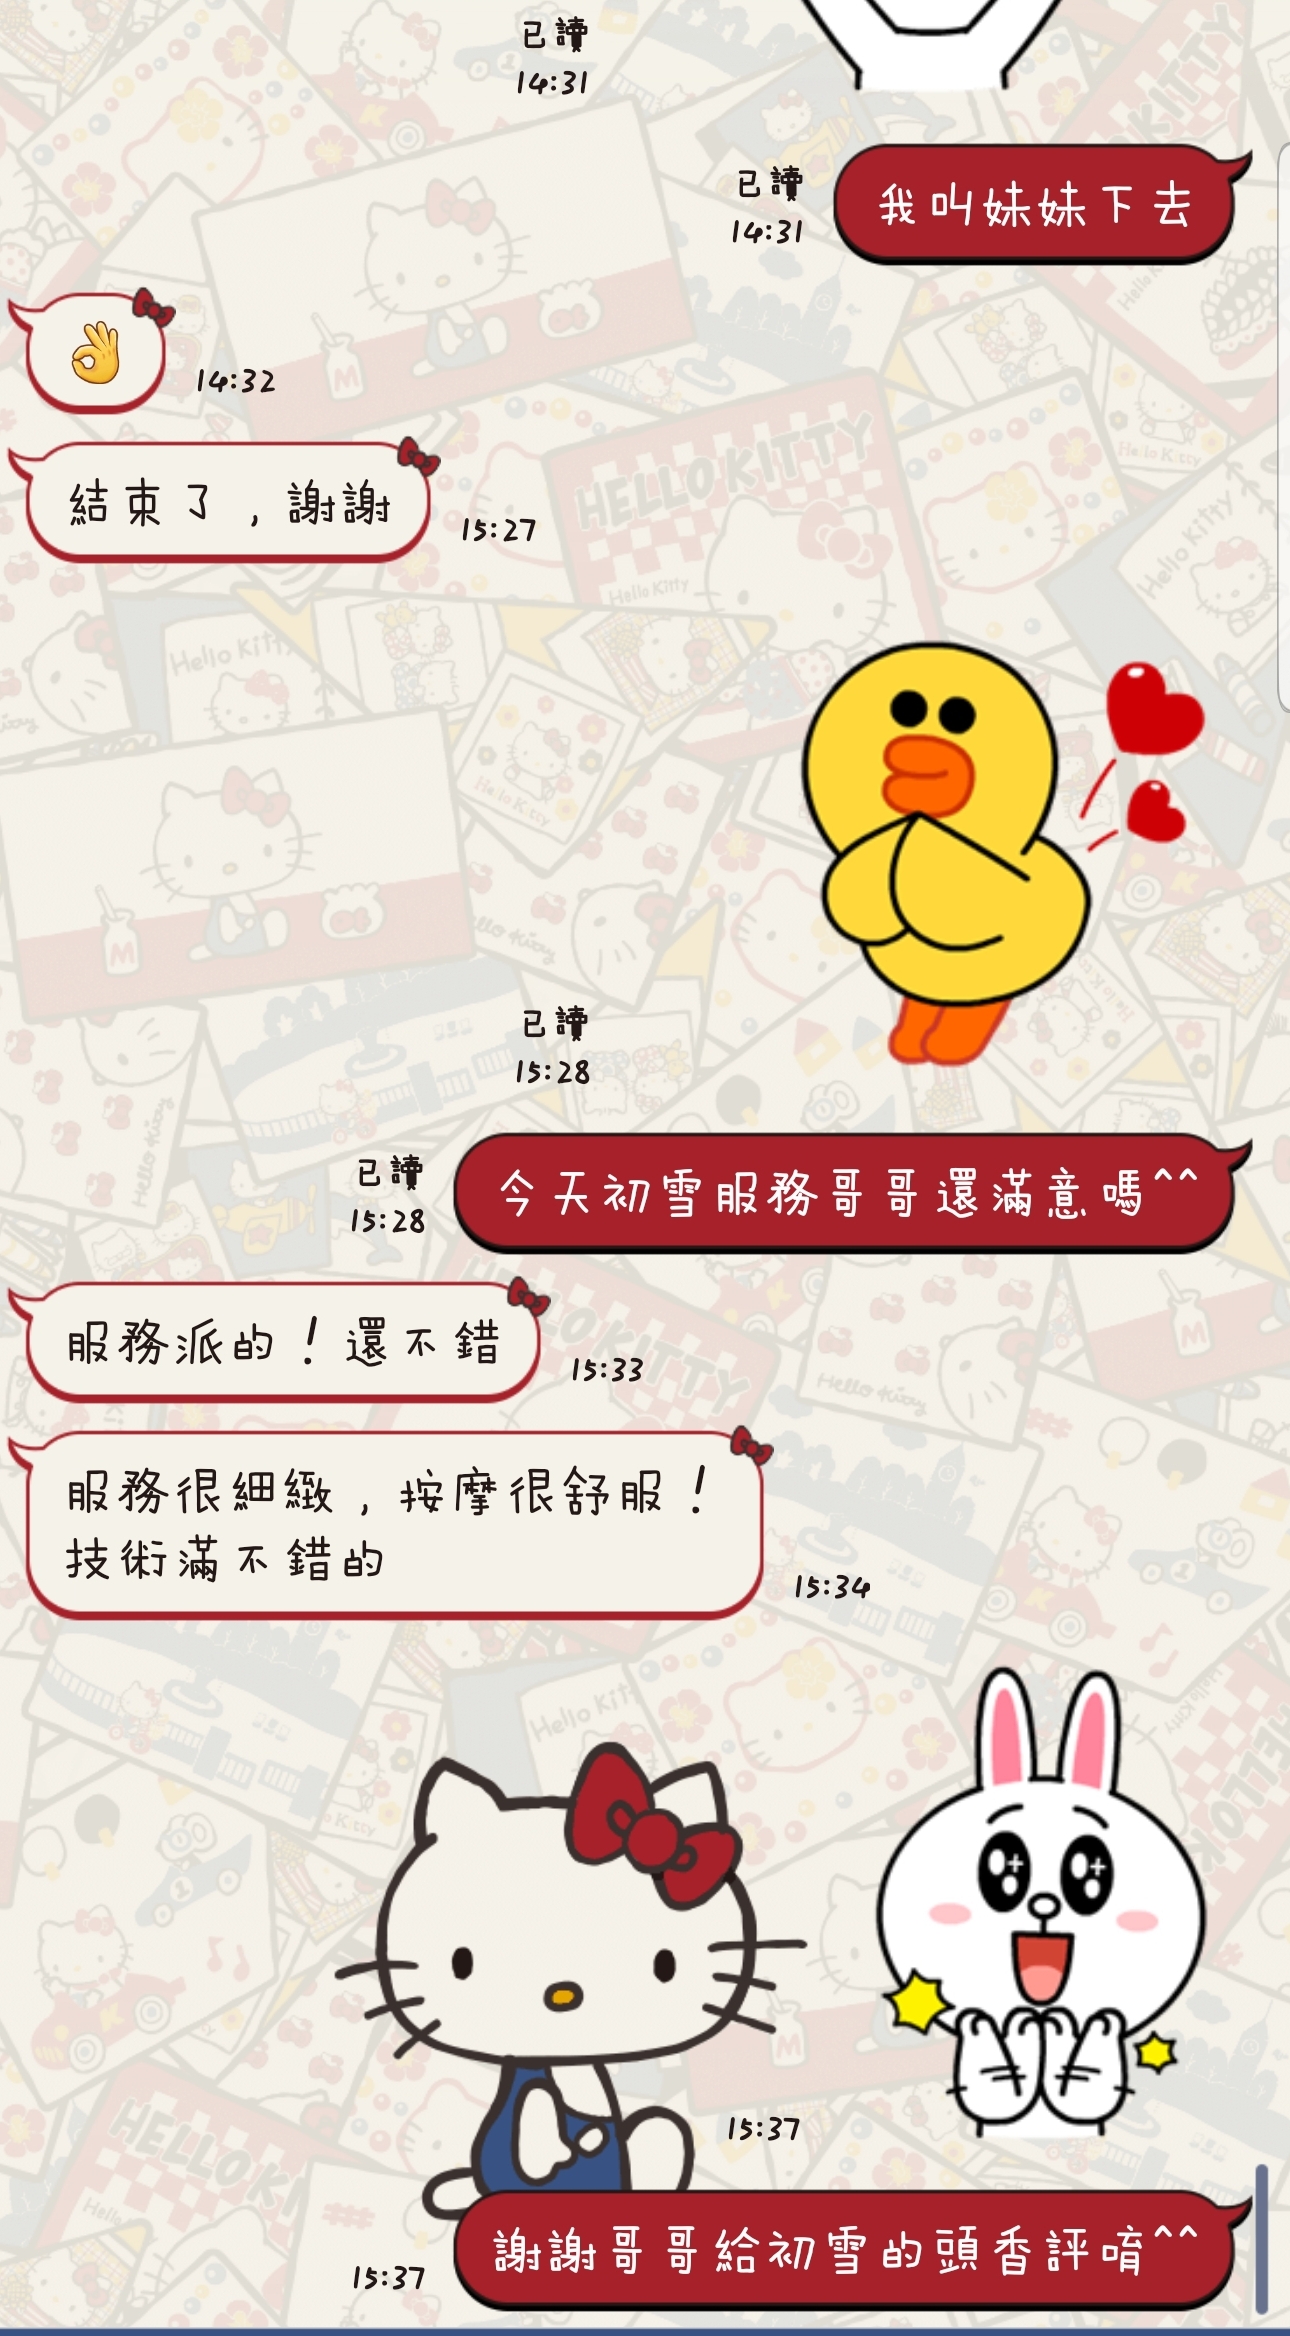 已讀
14:31
已讀
14:31
我叫妹妹下去
👌
14:32
結束了，謝謝
15:27
HELLO KITTY
Hello Kitty
已讀
15:28
已讀
15:28
今天初雪服務哥哥還滿意嗎^^
服務派的！還不錯
15:33
服務很細緻，按摩很舒服！
技術滿不錯的
15:34
15:37
15:37
謝謝哥哥給初雪的頭香評唷^^